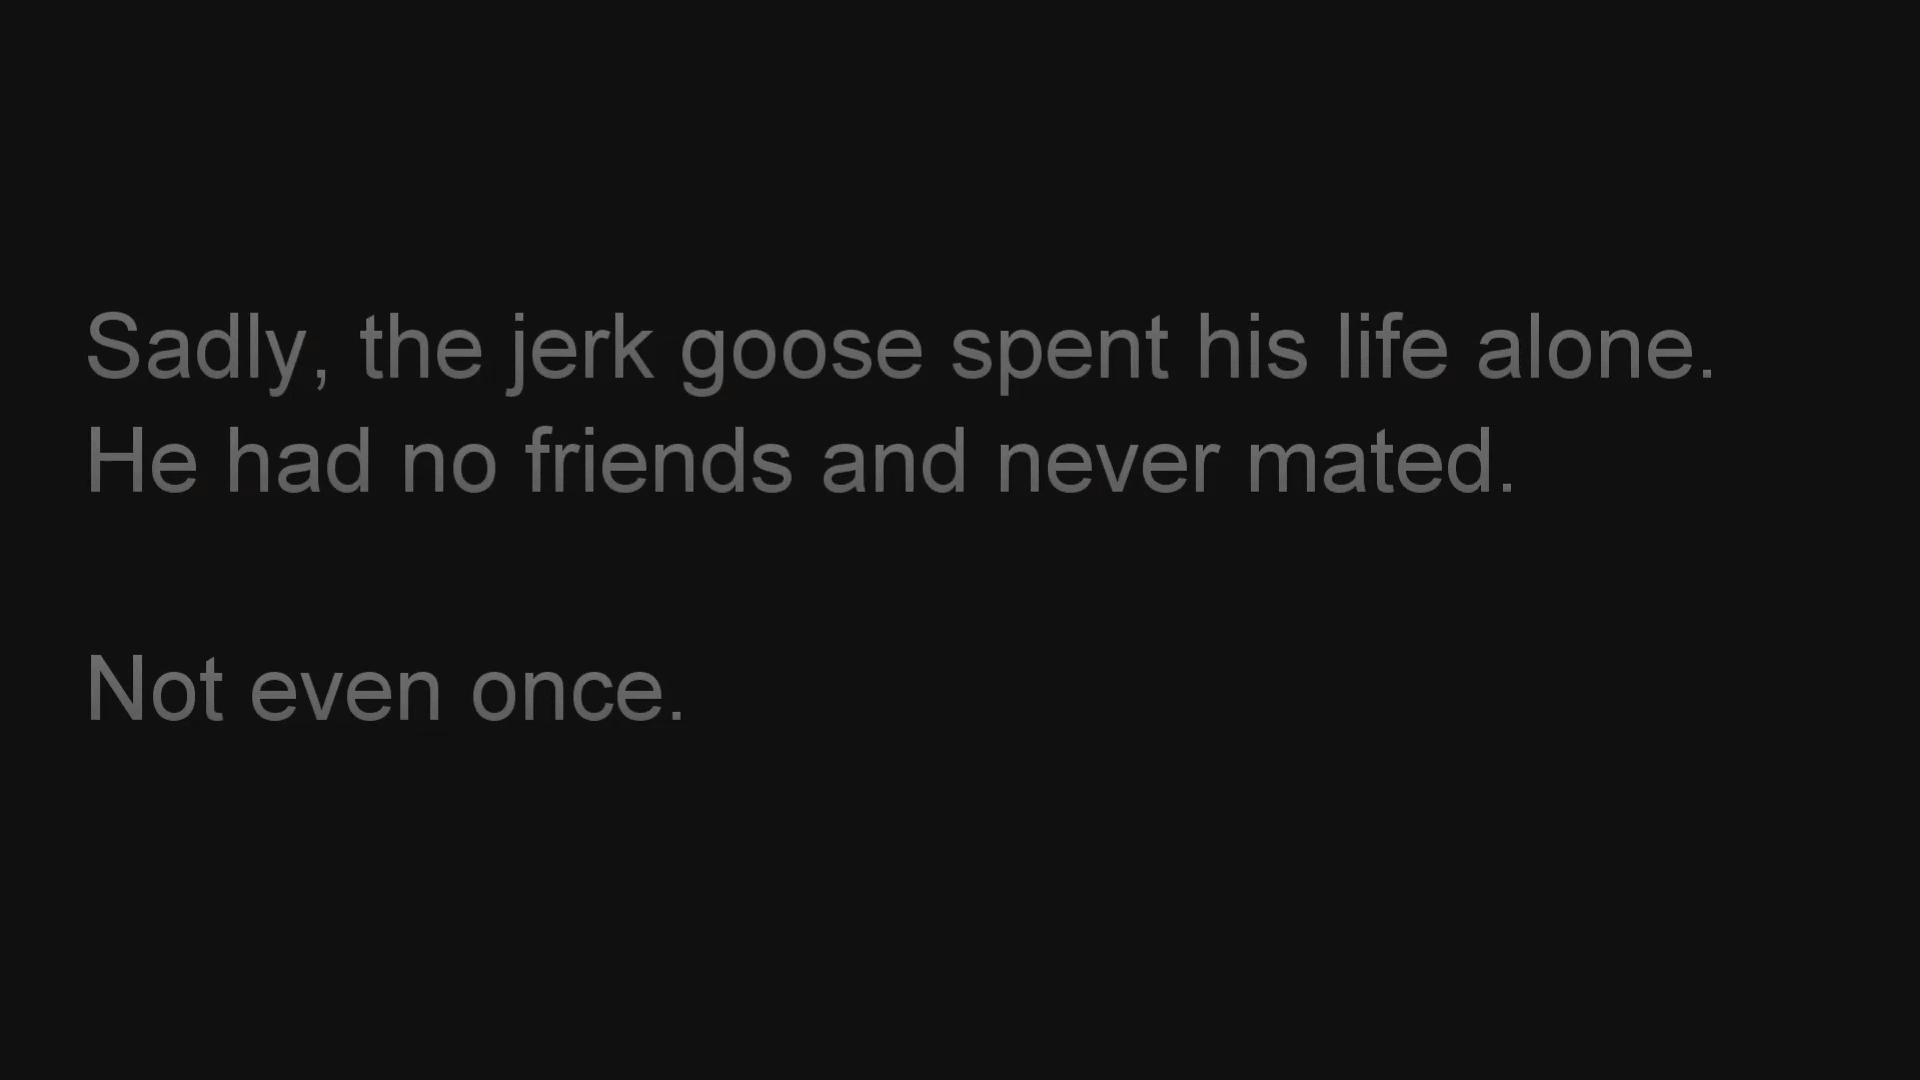 Sadly, the jerk goose spent his life alone.
He had no friends and never mated.
Not even once.